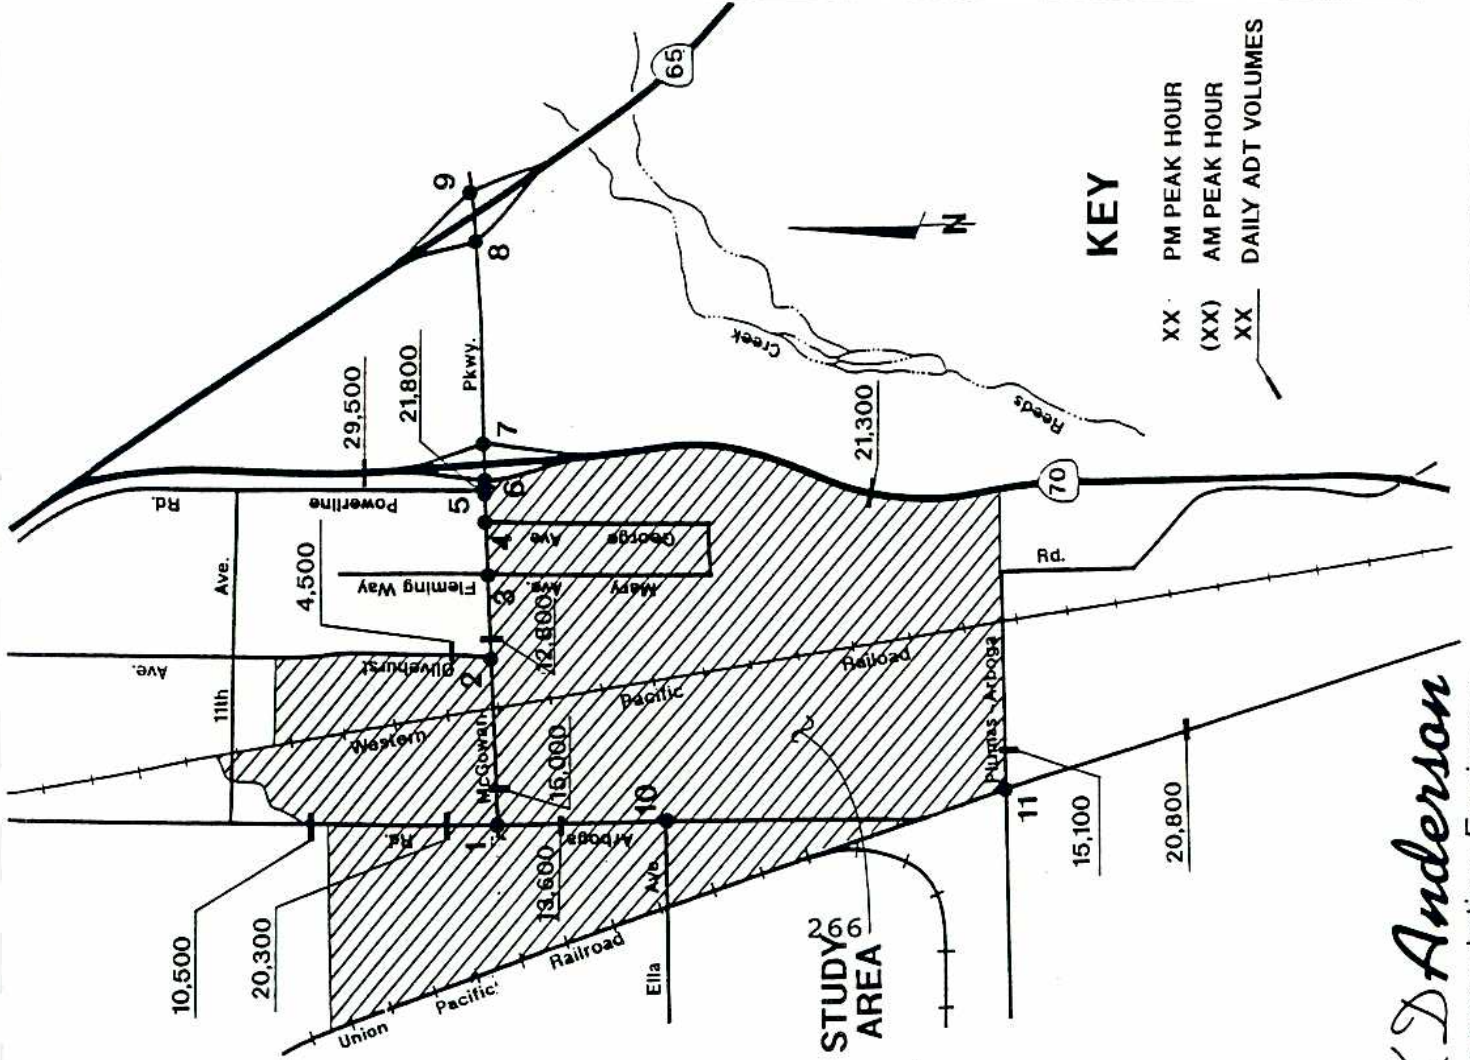 65
9
8
Pkwy.
7
29,500
21,800
6
5
Powerline
Rd.
4
George
Ave
3
Fleming Way
Mary
Ave.
4,500
12,800
Ave.
11th
Olivehurst
Ave.
2
Western
Pacific
Railroad
McGowan
15,000
1
Arboga
Rd.
10
13,600
10,500
20,300
Ella
Ave.
Union
Pacific
Railroad
21,300
70
Rd.
Plumas - Arboga
11
15,100
20,800
Creek
Reeds
N
266
STUDY
AREA
KEY
XX PM PEAK HOUR
(XX) AM PEAK HOUR
XX DAILY ADT VOLUMES
KD Anderson